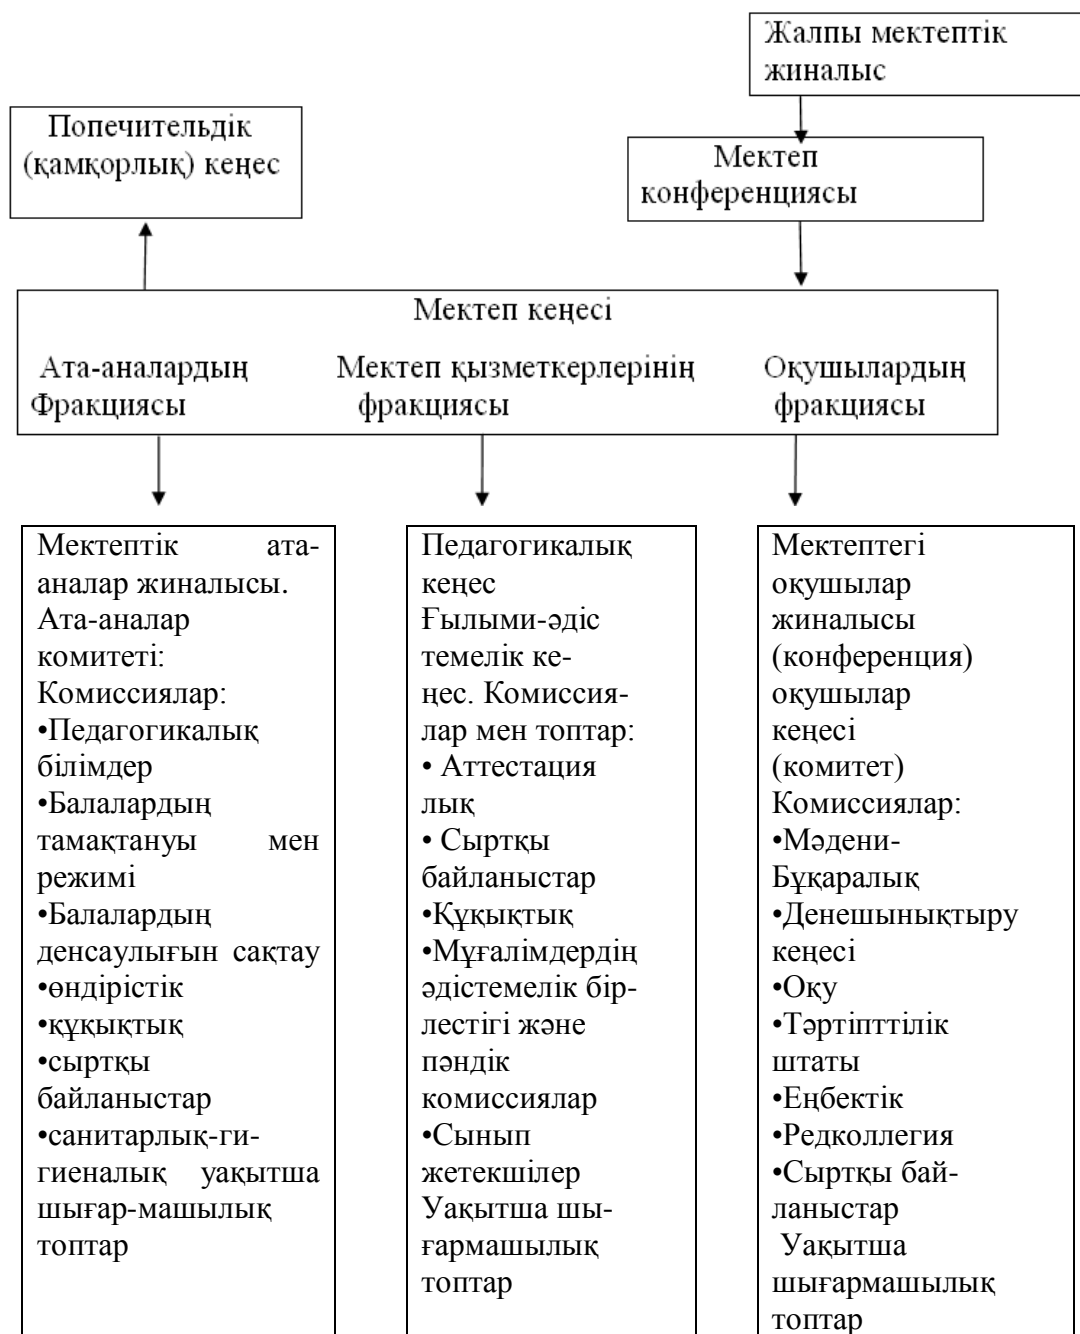 Жалпы мектептік
жиналыс
Попечительдік
(қамқорлық) кеңес
Мектеп
конференциясы
Мектеп кеңесі
Ата-аналардың
Фракциясы
Мектеп қызметкерлерінің
фракциясы
Оқушылардың
фракциясы
Мектептік ата-
аналар жиналысы.
Ата-аналар
комитеті:
Комиссиялар:
•Педагогикалық
білімдер
•Балалардың
тамақтануы мен
режимі
•Балалардың
денсаулығын сақтау
•өндірістік
•құқықтық
•сыртқы
байланыстар
•санитарлық-ги-
гиеналық уақытша
шығар-машылық
топтар
Педагогикалық
кеңес
Ғылыми-әдіс
темелік ке-
ңес. Комиссия-
лар мен топтар:
• Аттестация
лық
• Сыртқы
байланыстар
•Құқықтық
•Мұғалімдердің
әдістемелік бір-
лестігі және
пәндік
комиссиялар
•Сынып
жетекшілер
Уақытша шы-
ғармашылық
топтар
Мектептегі
оқушылар
жиналысы
(конференция)
оқушылар
кеңесі
(комитет)
Комиссиялар:
•Мәдени-
Бұқаралық
•Денешынықтыру
кеңесі
•Оқу
•Тәртіпттілік
штаты
•Еңбектік
•Редколлегия
•Сыртқы бай-
ланыстар
Уақытша
шығармашылық
топтар